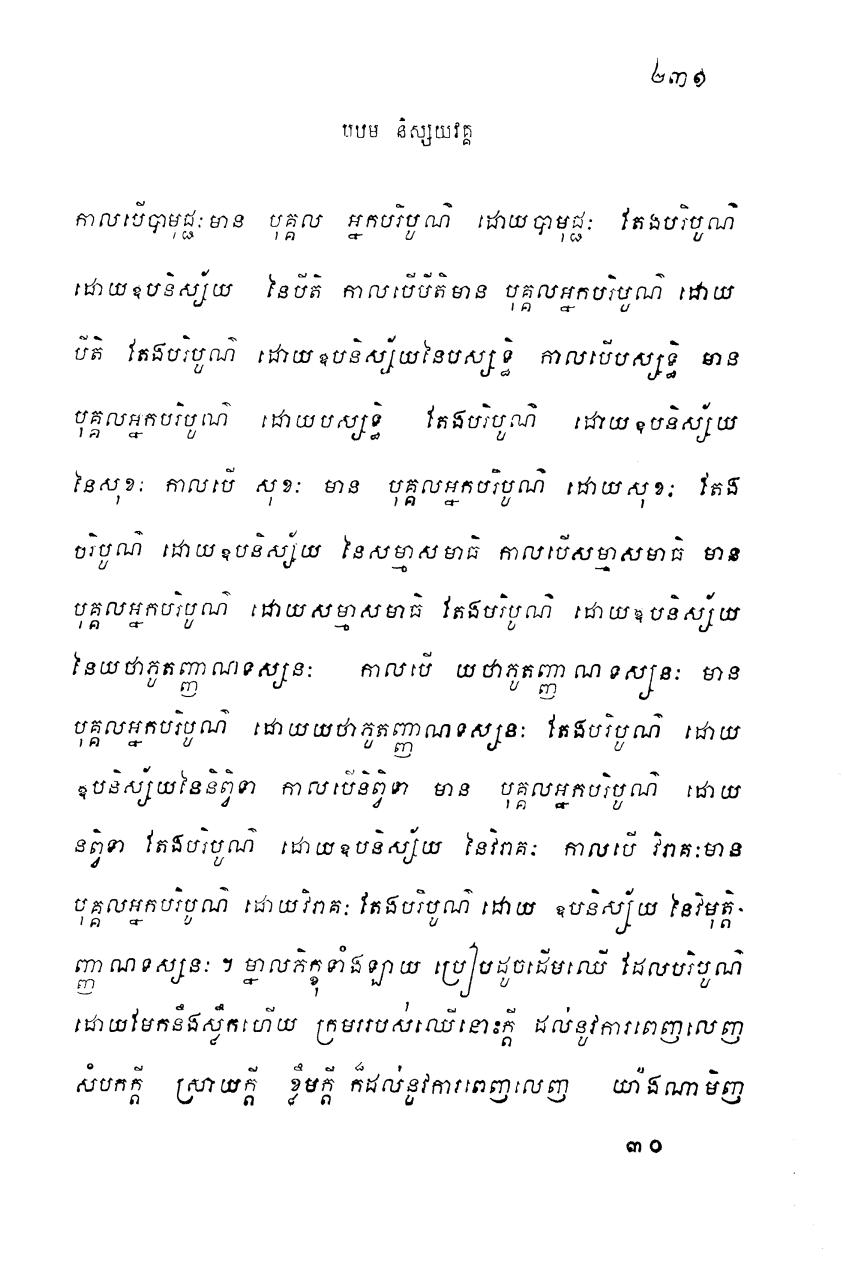 ២៣១
បឋម និស្សយវគ្គ
កាលបើបាមុជ្ជៈមាន បុគ្គល អ្នកបរិបូណ៌ ដោយបាមុជ្ជៈ តែងបរិបូណ៌
ដោយឧបនិស្ស័យ នៃបីតិ កាលបើបីតិមាន បុគ្គលអ្នកបរិបូណ៌ ដោយ
បីតិ តែងបរិបូណ៌ ដោយឧបនិស្ស័យនៃបស្សទ្ធិ កាលបើបស្សទ្ធិ មាន
បុគ្គលអ្នកបរិបូណ៌ ដោយបស្សទ្ធិ តែងបរិបូណ៌ ដោយឧបនិស្ស័យ
នៃសុខៈ កាលបើ សុខៈ មាន បុគ្គលអ្នកបរិបូណ៌ ដោយសុខៈ តែង
បរិបូណ៌ ដោយឧបនិស្ស័យ នៃសម្មាសមាធិ កាលបើសម្មាសមាធិ មាន
បុគ្គលអ្នកបរិបូណ៌ ដោយសម្មាសមាធិ តែងបរិបូណ៌ ដោយឧបនិស្ស័យ
នៃយថាភូតញ្ញាណទស្សនៈ កាលបើ យថាភូតញ្ញាណទស្សនៈ មាន
បុគ្គលអ្នកបរិបូណ៌ ដោយយថាភូតញ្ញាណទស្សនៈ តែងបរិបូណ៌ ដោយ
ឧបនិស្ស័យនៃនិព្វិទា កាលបើនិព្វិទា មាន បុគ្គលអ្នកបរិបូណ៌ ដោយ
នព្វិទា តែងបរិបូណ៌ ដោយឧបនិស្ស័យ នៃវិរាគៈ កាលបើ វិរាគៈមាន
បុគ្គលអ្នកបរិបូណ៌ ដោយវិរាគៈ តែងបរិបូណ៌ ដោយ ឧបនិស្ស័យ នៃវិមុត្តិ-
ញ្ញាណទស្សនៈ ។ ម្នាលភិក្ខុទាំងឡាយ ប្រៀបដូចដើមឈើ ដែលបរិបូណ៌
ដោយមែកនឹងស្លឹកហើយ ក្រមររបស់ឈើនោះក្តី ដល់នូវការពេញលេញ
សំបកក្តី ស្រាយក្តី ខ្លឹមក្តី ក៏ដល់នូវការពេញលេញ យ៉ាងណាមិញ
៣០